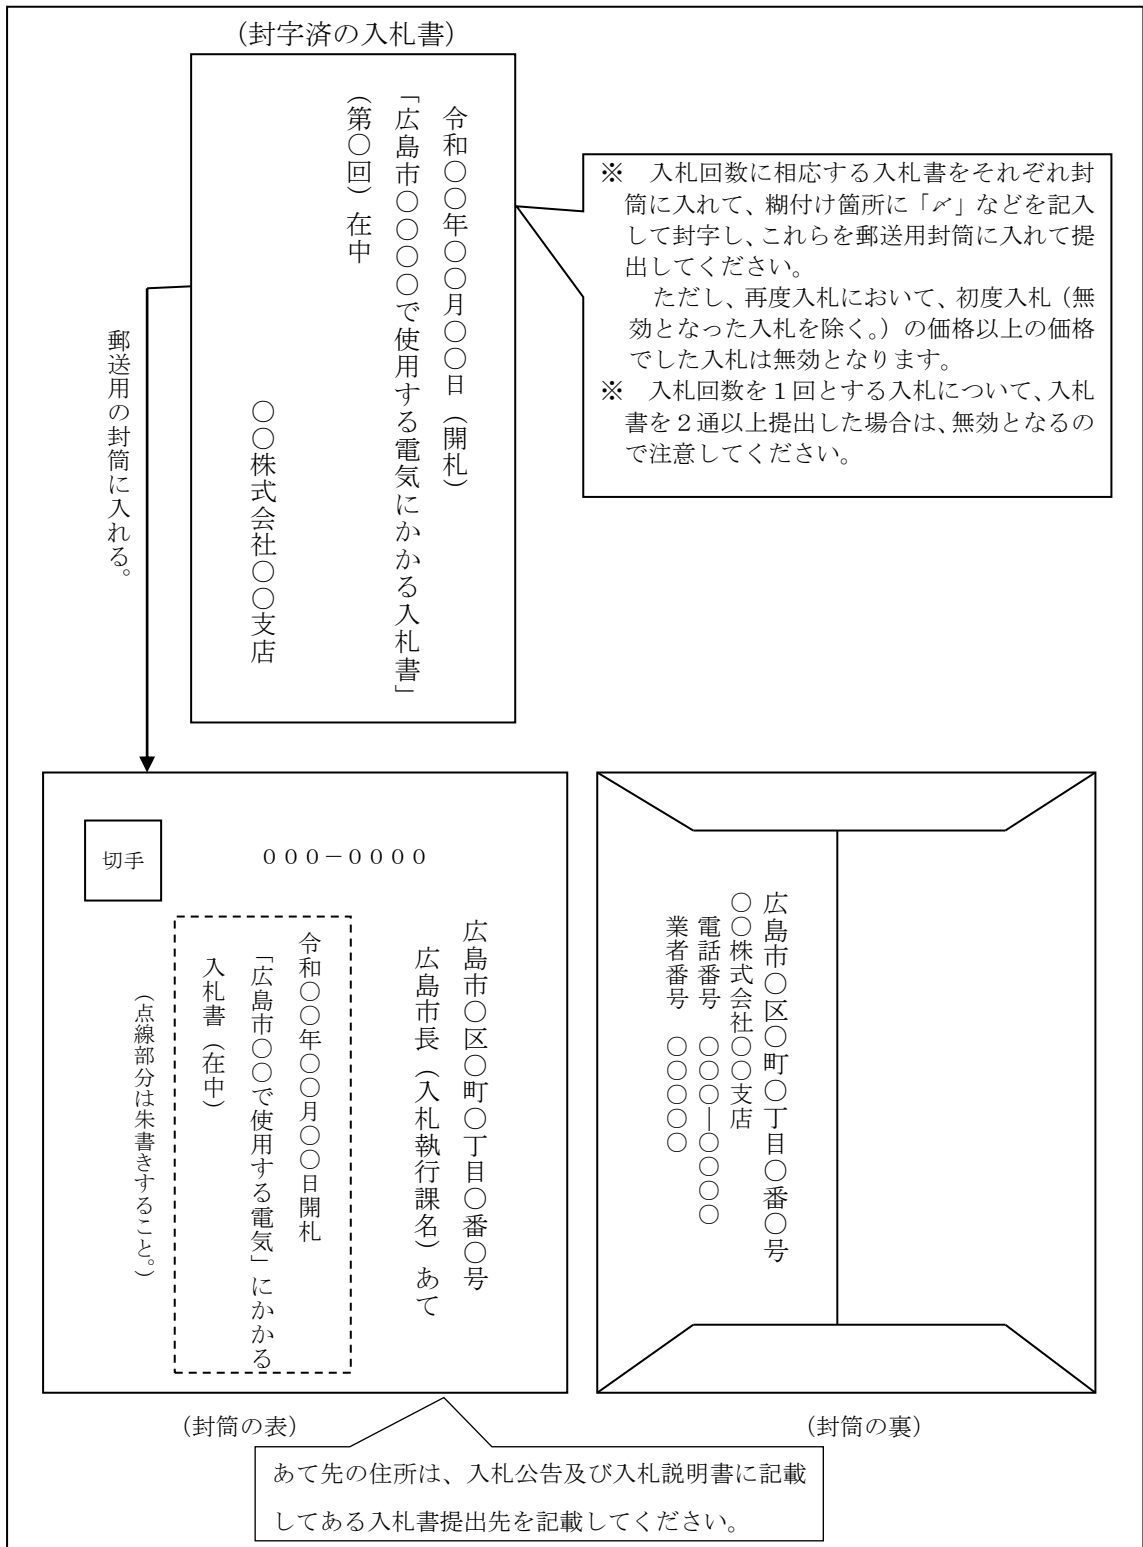 (封字済の入札書)
令和〇〇年〇〇月〇〇日（開札）
「広島市〇〇〇〇で使用する電気にかかる入札書」
（第〇回）在中
〇〇株式会社〇〇支店
※　入札回数に相応する入札書をそれぞれ封
筒に入れて、糊付け箇所に「〆」などを記入
して封字し、これらを郵送用封筒に入れて提
出してください。
ただし、再度入札において、初度入札（無
効となった入札を除く。）の価格以上の価格
でした入札は無効となります。
※　入札回数を１回とする入札について、入札
書を２通以上提出した場合は、無効となるの
で注意してください。
郵送用の封筒に入れる。
切手
０００－００００
広島市〇区〇町〇丁目〇番〇号
広島市長（入札執行課名）あて
令和〇〇年〇〇月〇〇日開札
「広島市〇〇で使用する電気」にかかる
入札書（在中）
（点線部分は朱書きすること。）
(封筒の表)
広島市〇区〇町〇丁目〇番〇号
〇〇株式会社〇〇支店
電話番号　〇〇〇―〇〇〇〇
業者番号　〇〇〇〇〇
(封筒の裏)
あて先の住所は、入札公告及び入札説明書に記載
してある入札書提出先を記載してください。